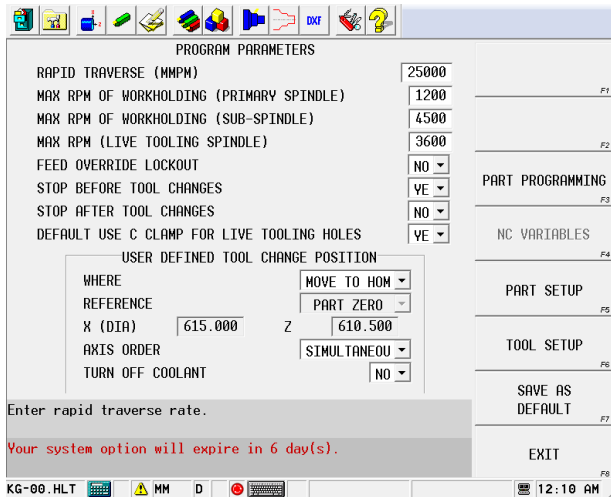 DXF
PROGRAM PARAMETERS
RAPID TRAVERSE (MMPM) 25000
MAX RPM OF WORKHOLDING (PRIMARY SPINDLE) 1200
MAX RPM OF WORKHOLDING (SUB-SPINDLE) 4500
MAX RPM (LIVE TOOLING SPINDLE) 3600
FEED OVERRIDE LOCKOUT NO
STOP BEFORE TOOL CHANGES YE
STOP AFTER TOOL CHANGES NO
DEFAULT USE C CLAMP FOR LIVE TOOLING HOLES YE
USER DEFINED TOOL CHANGE POSITION
WHERE MOVE TO HOM
REFERENCE PART ZERO
X (DIA) 615.000 Z 610.500
AXIS ORDER SIMULTANEOU
TURN OFF COOLANT NO
Enter rapid traverse rate.
Your system option will expire in 6 day(s).
F1
F2
PART PROGRAMMING
F3
NC VARIABLES
F4
PART SETUP
F5
TOOL SETUP
F6
SAVE AS
DEFAULT
F7
EXIT
F8
KG-00.HLT MM D 12:10 AM